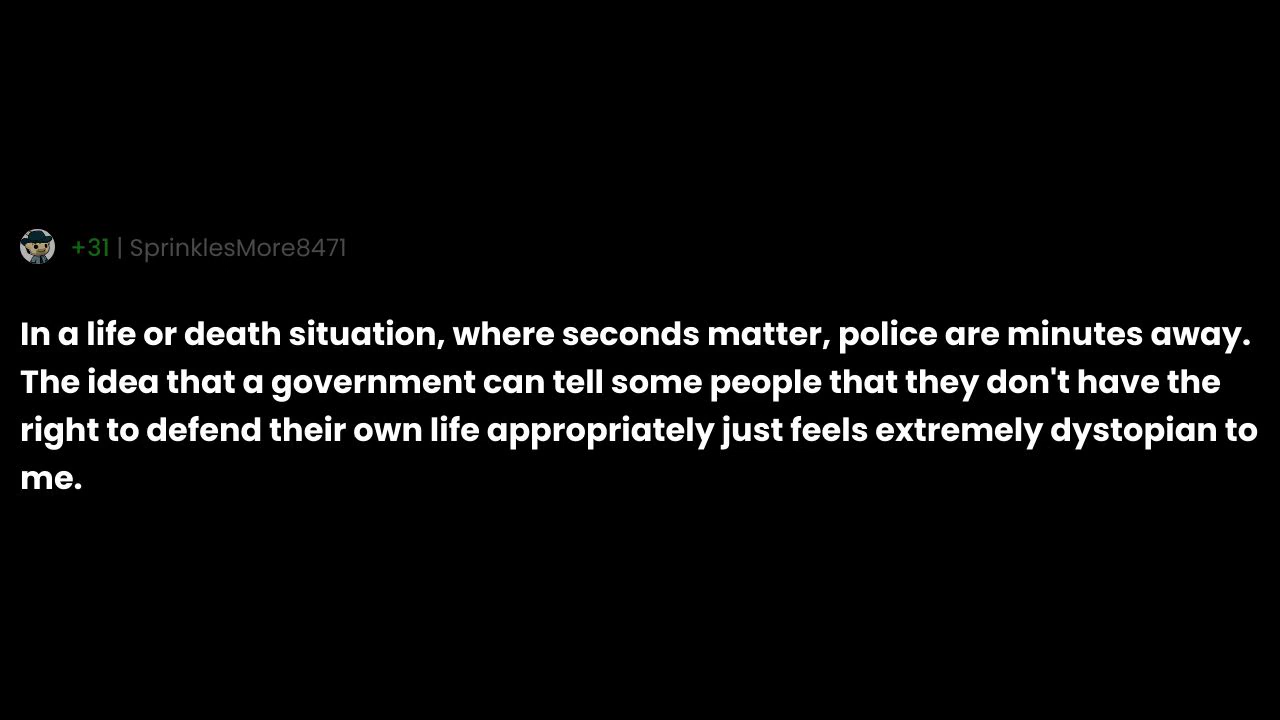 +31 | SprinklesMore8471
In a life or death situation, where seconds matter, police are minutes away.
The idea that a government can tell some people that they don't have the
right to defend their own life appropriately just feels extremely dystopian to
me.